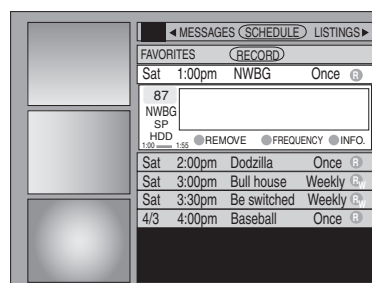 ◄ MESSAGES SCHEDULE LISTINGS ►
FAVORITES RECORD
Sat 1:00pm NWBG Once R
87
NWBG
SP
HDD
1:00 1:55 REMOVE FREQUENCY INFO.
Sat 2:00pm Dodzilla Once R
Sat 3:00pm Bull house Weekly RW
Sat 3:30pm Be switched Weekly RW
4/3 4:00pm Baseball Once R